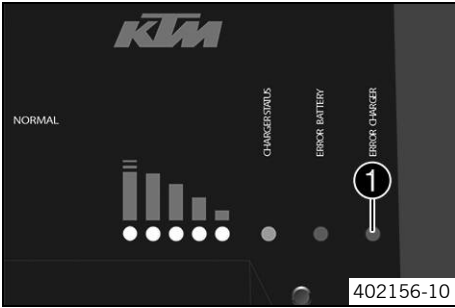 KTM
NORMAL
CHARGER STATUS
ERROR BATTERY
ERROR CHARGER
1
402156-10